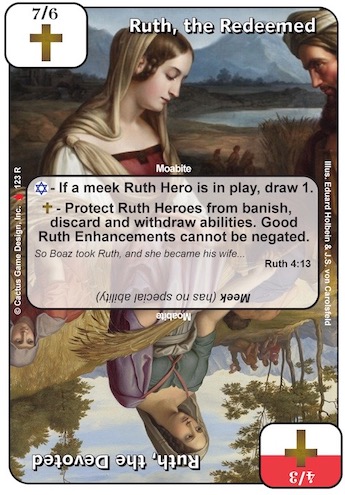 7/6
Ruth, the Redeemed
Moabite
- If a meek Ruth Hero is in play, draw 1.
- Protect Ruth Heroes from banish,
discard and withdraw abilities. Good
Ruth Enhancements cannot be negated.
So Boaz took Ruth, and she became his wife...
Ruth 4:13
© Cactus Game Design, Inc.
123 R
Illus. Eduard Holbein & J.S. von Carolsfeld
Meek (has no special ability)
Moabite
Ruth, the Devoted
4/3